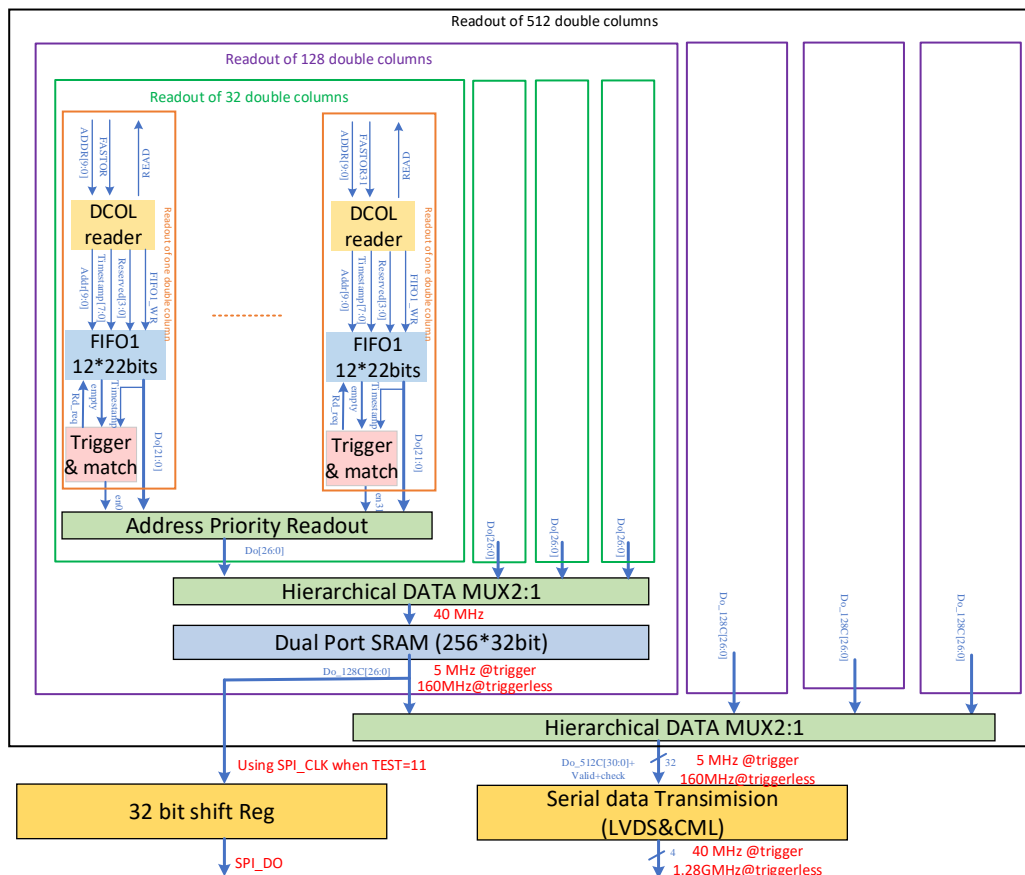 Readout of 512 double columns
Readout of 128 double columns
Readout of 32 double columns
ADDR[9:0]
FASTOR
READ
DCOL
reader
Addr[9:0]
Timestamp[7:0]
Reserved[3:0]
FIFO1_WR
Readout of one double column
FIFO1
12*22bits
Rd_req
empty
Timestamp
Do[21:0]
Trigger
& match
en0
ADDR[9:0]
FASTOR31
READ
DCOL
reader
Addr[9:0]
Timestamp[7:0]
Reserved[3:0]
FIFO1_WR
Readout of one double column
FIFO1
12*22bits
Rd_req
empty
Timestamp
Do[21:0]
Trigger
& match
en31
Address Priority Readout
Do[26:0]
Do[26:0]
Do[26:0]
Do[26:0]
Hierarchical DATA MUX2:1
40 MHz
Dual Port SRAM (256*32bit)
Do_128C[26:0]
5 MHz @trigger
160MHz@triggerless
Do_128C[26:0]
Do_128C[26:0]
Do_128C[26:0]
Hierarchical DATA MUX2:1
Using SPI_CLK when TEST=11
Do_512C[30:0]+
Valid+check
32
5 MHz @trigger
160MHz@triggerless
32 bit shift Reg
Serial data Transimision
(LVDS&CML)
SPI_DO
4
40 MHz @trigger
1.28GMHz@triggerless